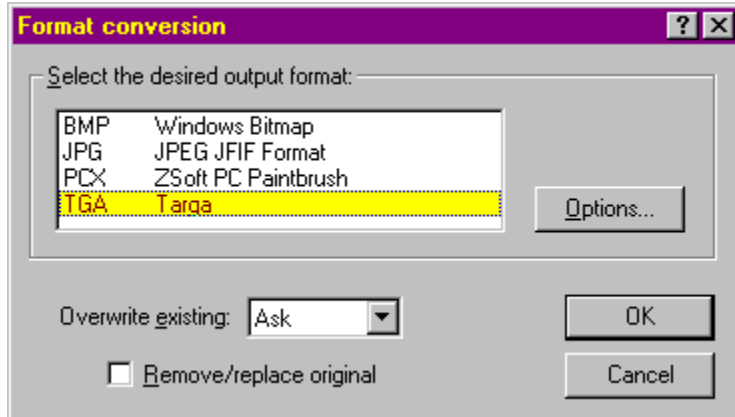 Format conversion
Select the desired output format:
BMP Windows Bitmap
JPG JPEG JFIF Format
PCX ZSoft PC Paintbrush
TGA Targa
Options...
Overwrite existing: Ask
OK
Remove/replace original
Cancel